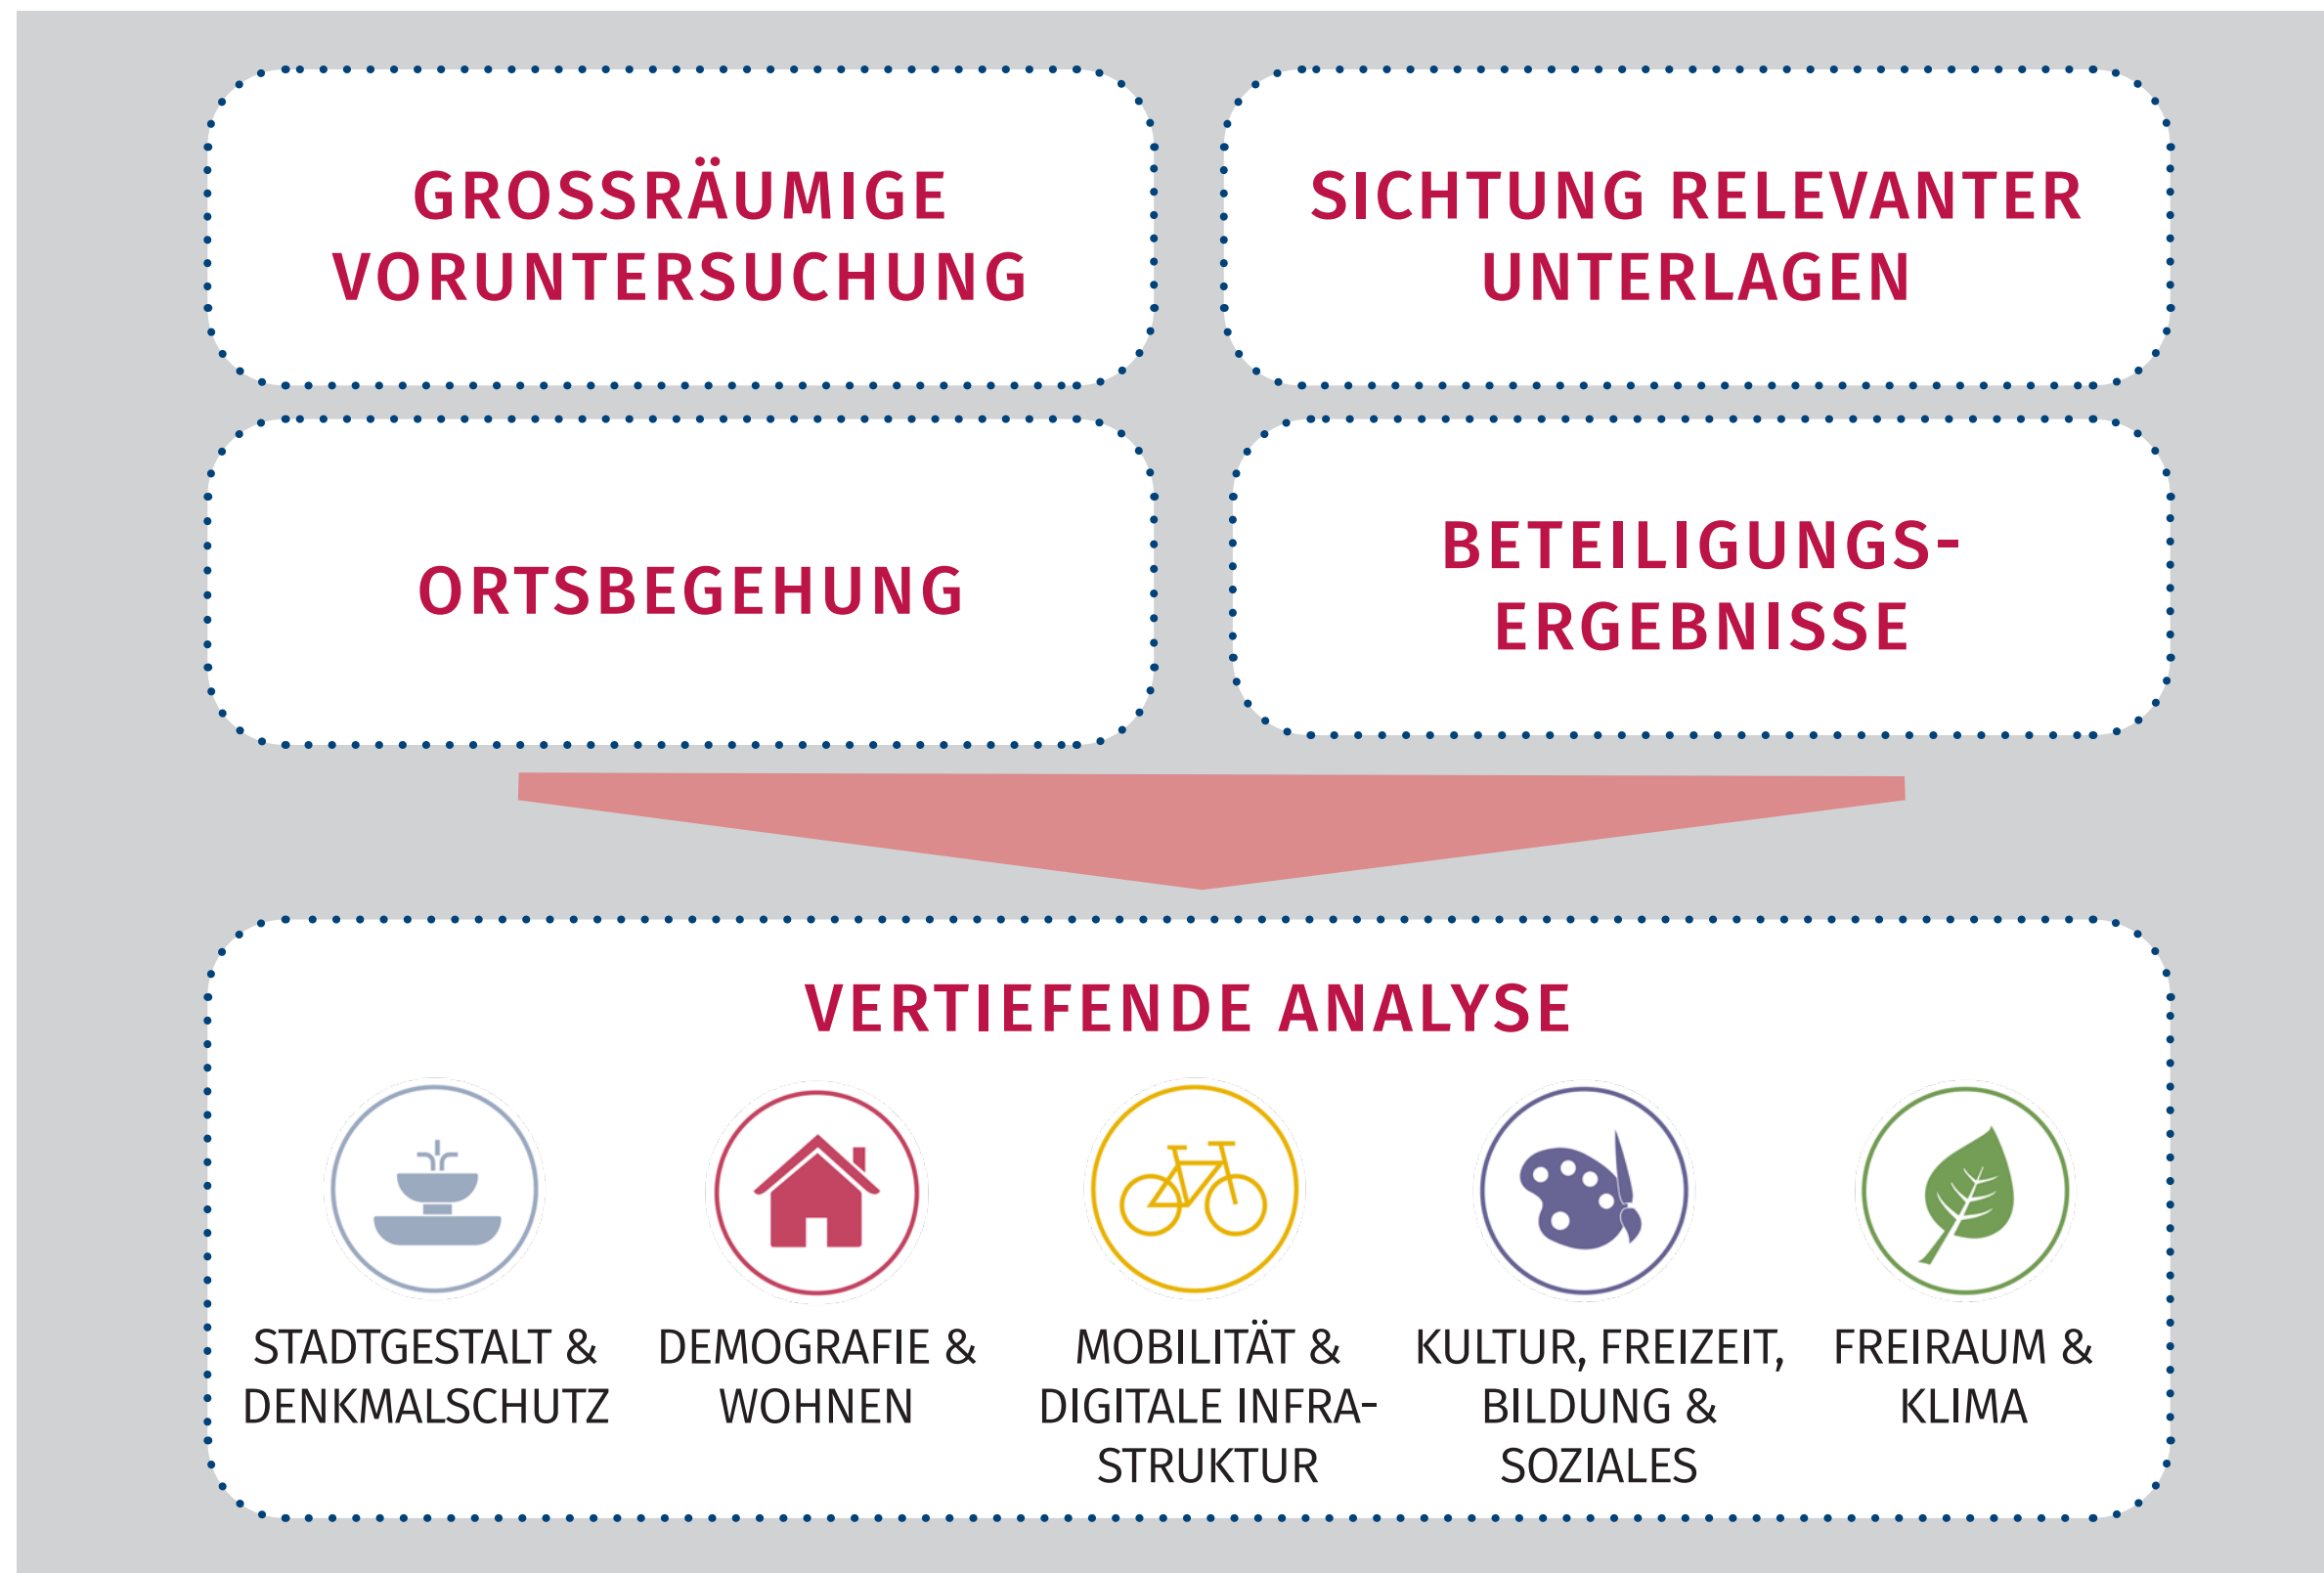 GROSSRÄUMIGE
VORUNTERSUCHUNG
SICHTUNG RELEVANTER
UNTERLAGEN
ORTSBEGEHUNG
BETEILIGUNGS-
ERGEBNISSE
VERTIEFENDE ANALYSE
STADTGESTALT &
DENKMALSCHUTZ
DEMOGRAFIE &
WOHNEN
MOBILITÄT &
DIGITALE INFRA-
STRUKTUR
KULTUR, FREIZEIT,
BILDUNG &
SOZIALES
FREIRAUM &
KLIMA